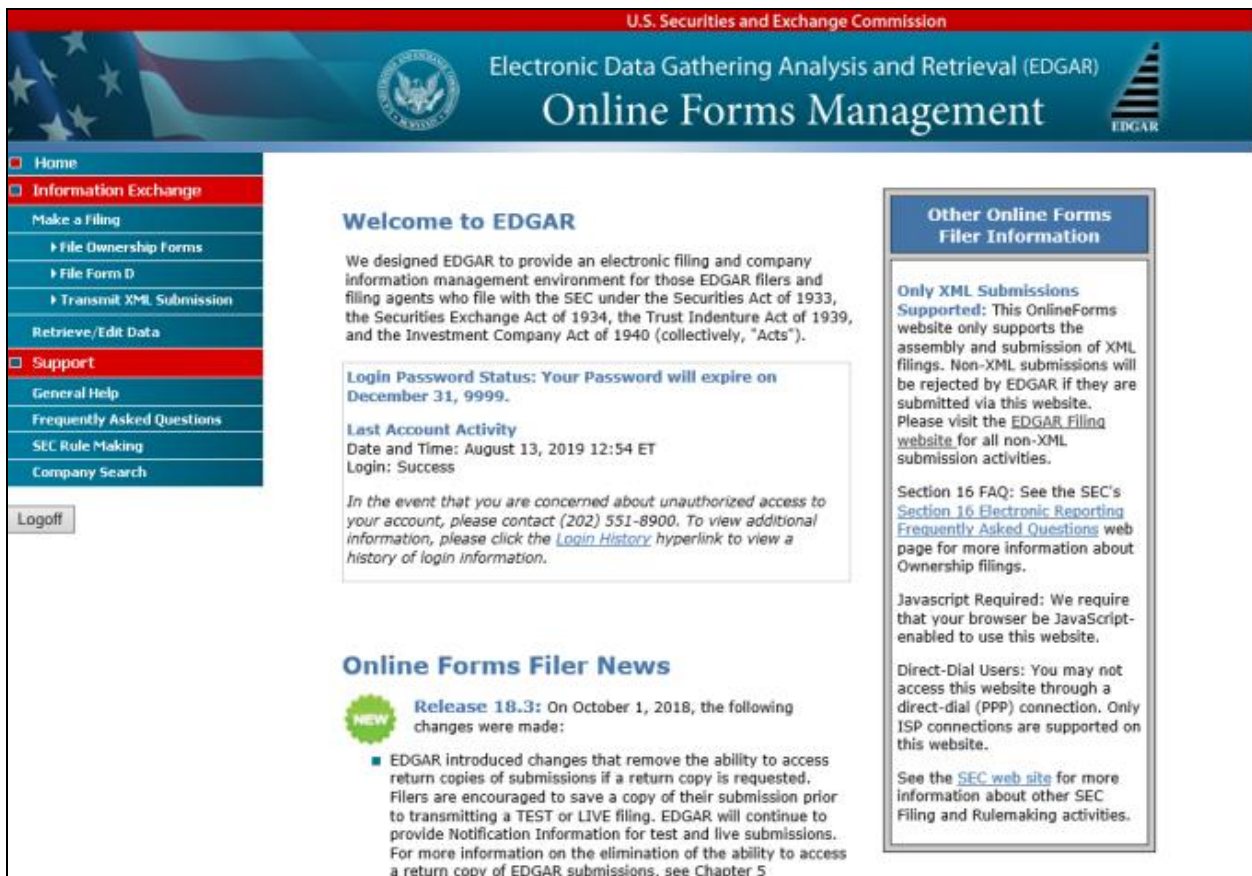 U.S. Securities and Exchange Commission
Electronic Data Gathering Analysis and Retrieval (EDGAR)
Online Forms Management
EDGAR
Home
Information Exchange
Make a Filing
File Ownership Forms
File Form D
Transmit XML Submission
Retrieve/Edit Data
Support
General Help
Frequently Asked Questions
SEC Rule Making
Company Search
Logoff
Welcome to EDGAR
We designed EDGAR to provide an electronic filing and company
information management environment for those EDGAR filers and
filing agents who file with the SEC under the Securities Act of 1933,
the Securities Exchange Act of 1934, the Trust Indenture Act of 1939,
and the Investment Company Act of 1940 (collectively, "Acts").
Login Password Status: Your Password will expire on
December 31, 9999.
Last Account Activity
Date and Time: August 13, 2019 12:54 ET
Login: Success
In the event that you are concerned about unauthorized access to
your account, please contact (202) 551-8900. To view additional
information, please click the Login History hyperlink to view a
history of login information.
Online Forms Filer News
NEW
Release 18.3: On October 1, 2018, the following
changes were made:
EDGAR introduced changes that remove the ability to access
return copies of submissions if a return copy is requested.
Filers are encouraged to save a copy of their submission prior
to transmitting a TEST or LIVE filing. EDGAR will continue to
provide Notification Information for test and live submissions.
For more information on the elimination of the ability to access
a return copy of EDGAR submissions, see Chapter 5
Other Online Forms
Filer Information
Only XML Submissions
Supported: This OnlineForms
website only supports the
assembly and submission of XML
filings. Non-XML submissions will
be rejected by EDGAR if they are
submitted via this website.
Please visit the EDGAR Filing
website for all non-XML
submission activities.
Section 16 FAQ: See the SEC's
Section 16 Electronic Reporting
Frequently Asked Questions web
page for more information about
Ownership filings.
Javascript Required: We require
that your browser be JavaScript-
enabled to use this website.
Direct-Dial Users: You may not
access this website through a
direct-dial (PPP) connection. Only
ISP connections are supported on
this website.
See the SEC web site for more
information about other SEC
Filing and Rulemaking activities.